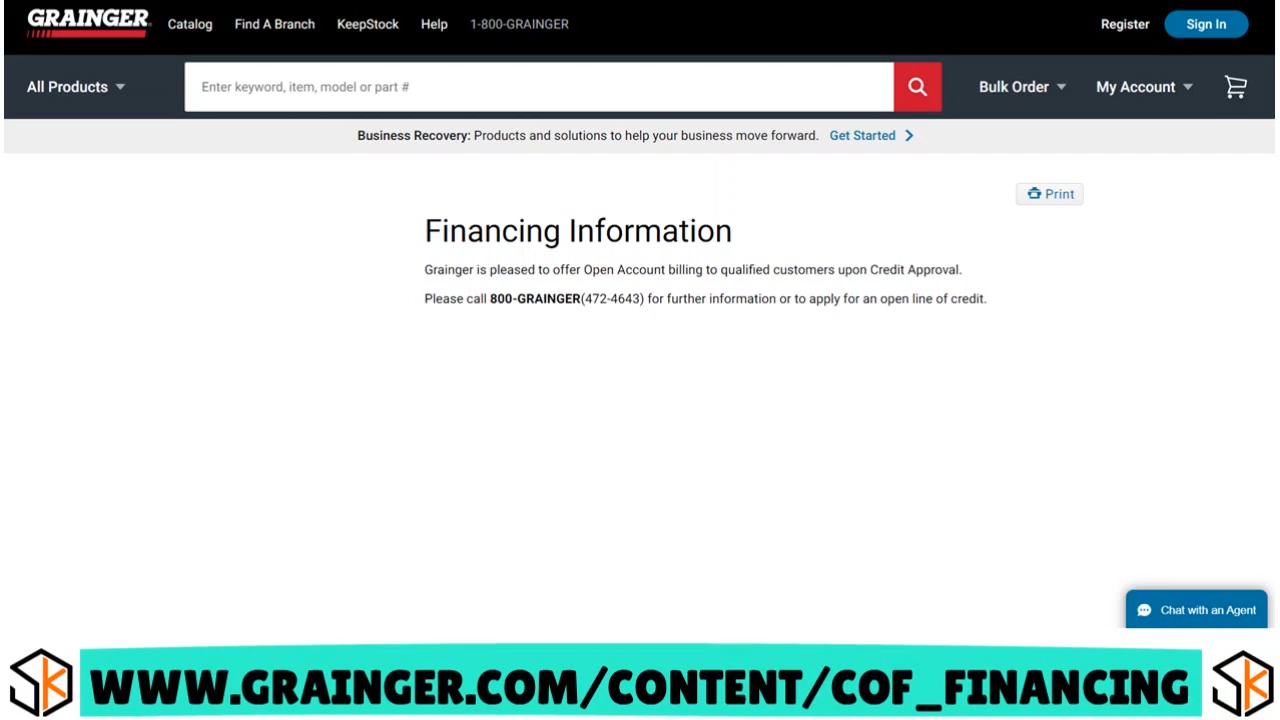 GRAINGER Catalog Find A Branch KeepStock Help 1-800-GRAINGER Register Sign In
All Products Enter keyword, item, model or part # Bulk Order My Account
Business Recovery: Products and solutions to help your business move forward. Get Started
Print
Financing Information
Grainger is pleased to offer Open Account billing to qualified customers upon Credit Approval.
Please call 800-GRAINGER(472-4643) for further information or to apply for an open line of credit.
Chat with an Agent
SK WWW.GRAINGER.COM/CONTENT/COF_FINANCING SK